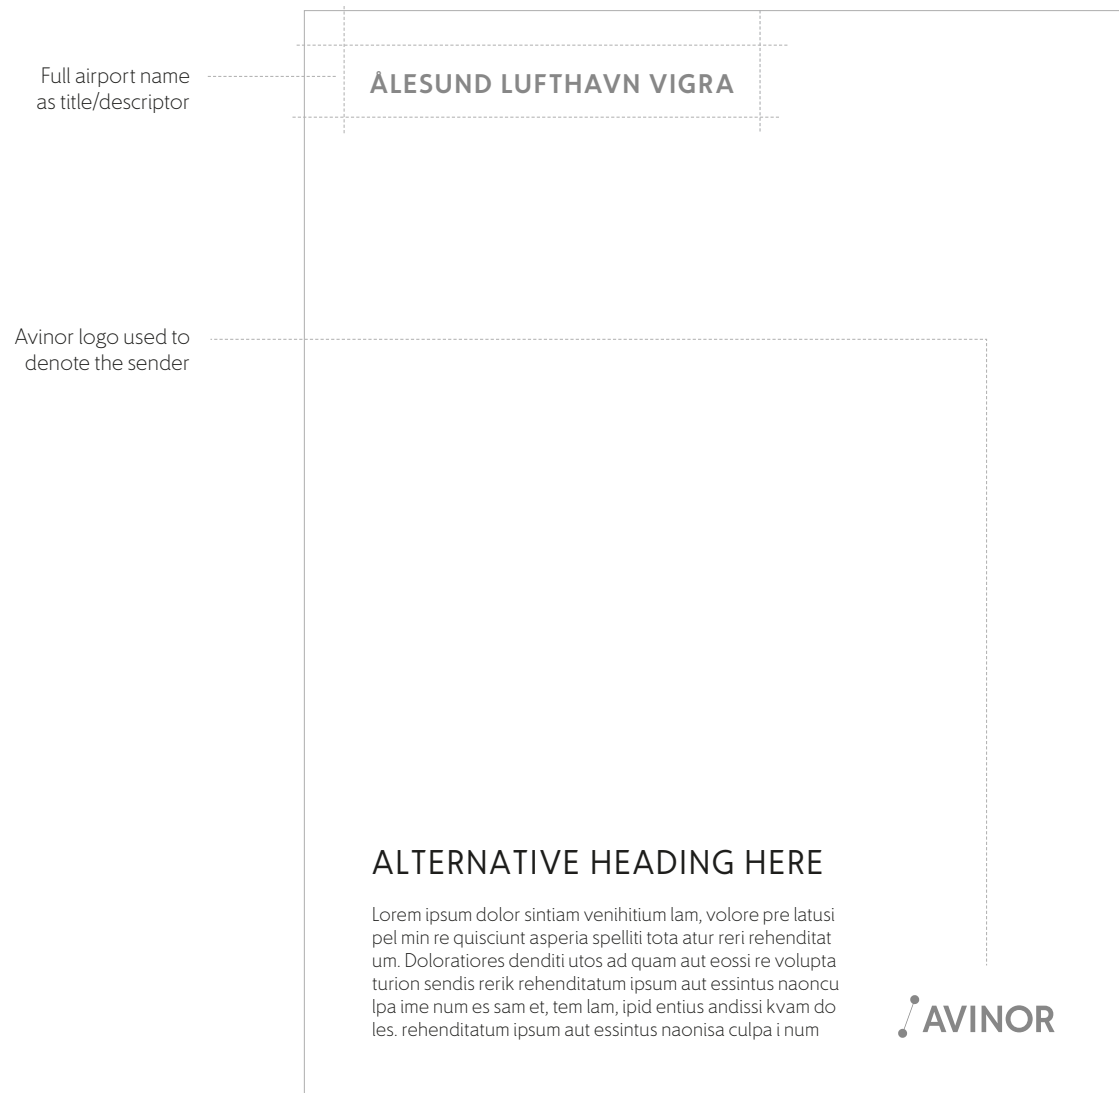 Full airport name
as title/descriptor
ÅLESUND LUFTHAVN VIGRA
Avinor logo used to
denote the sender
ALTERNATIVE HEADING HERE
Lorem ipsum dolor sintiam venihitium lam, volore pre latusi
pel min re quisciunt asperia spelliti tota atur reri rehenditat
um. Doloratiores denditi utos ad quam aut eossi re volupta
turion sendis rerik rehenditatum ipsum aut essintus naoncu
lpa ime num es sam et, tem lam, ipid entius andissi kvam do
les. rehenditatum ipsum aut essintus naonisa culpa i num
AVINOR